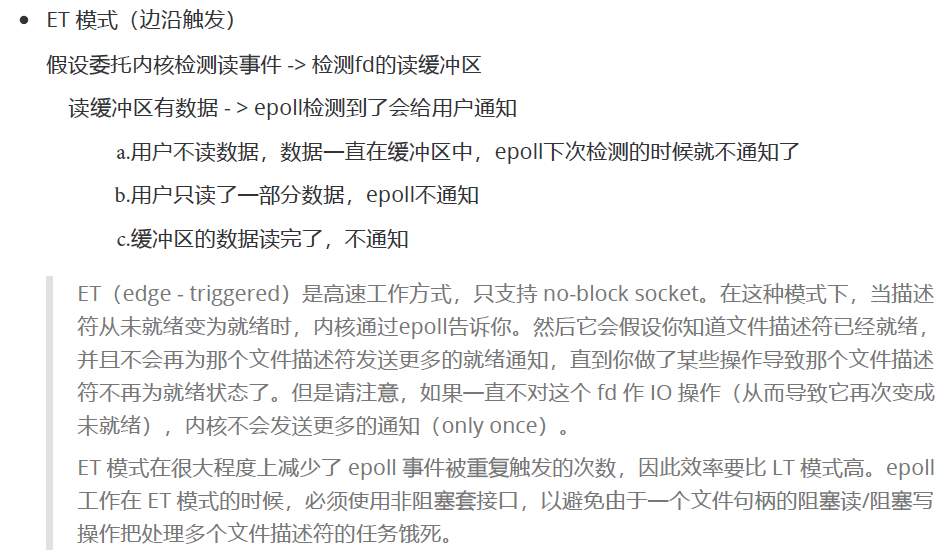 ET 模式（边沿触发）
假设委托内核检测读事件 -> 检测fd的读缓冲区
读缓冲区有数据 - > epoll检测到了会给用户通知
a.用户不读数据，数据一直在缓冲区中，epoll下次检测的时候就不通知了
b.用户只读了一部分数据，epoll不通知
c.缓冲区的数据读完了，不通知
ET（edge - triggered）是高速工作方式，只支持 no-block socket。在这种模式下，当描述
符从未就绪变为就绪时，内核通过epoll告诉你。然后它会假设你知道文件描述符已经就绪，
并且不会再为那个文件描述符发送更多的就绪通知，直到你做了某些操作导致那个文件描述
符不再为就绪状态了。但是请注意，如果一直不对这个 fd 作 IO 操作（从而导致它再次变成
未就绪），内核不会发送更多的通知（only once）。
ET 模式在很大程度上减少了 epoll 事件被重复触发的次数，因此效率要比 LT 模式高。epoll
工作在 ET 模式的时候，必须使用非阻塞套接口，以避免由于一个文件句柄的阻塞读/阻塞写
操作把处理多个文件描述符的任务饿死。